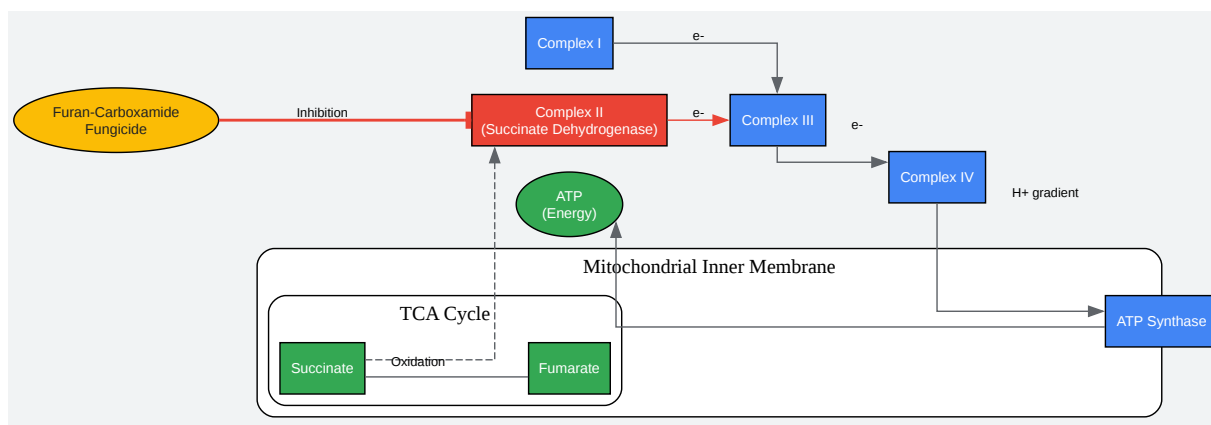 Complex I
e-
Furan-Carboxamide
Fungicide
Inhibition
Complex II
(Succinate Dehydrogenase)
e-
Complex III
e-
Complex IV
ATP
(Energy)
H+ gradient
Mitochondrial Inner Membrane
TCA Cycle
ATP Synthase
Succinate
Oxidation
Fumarate